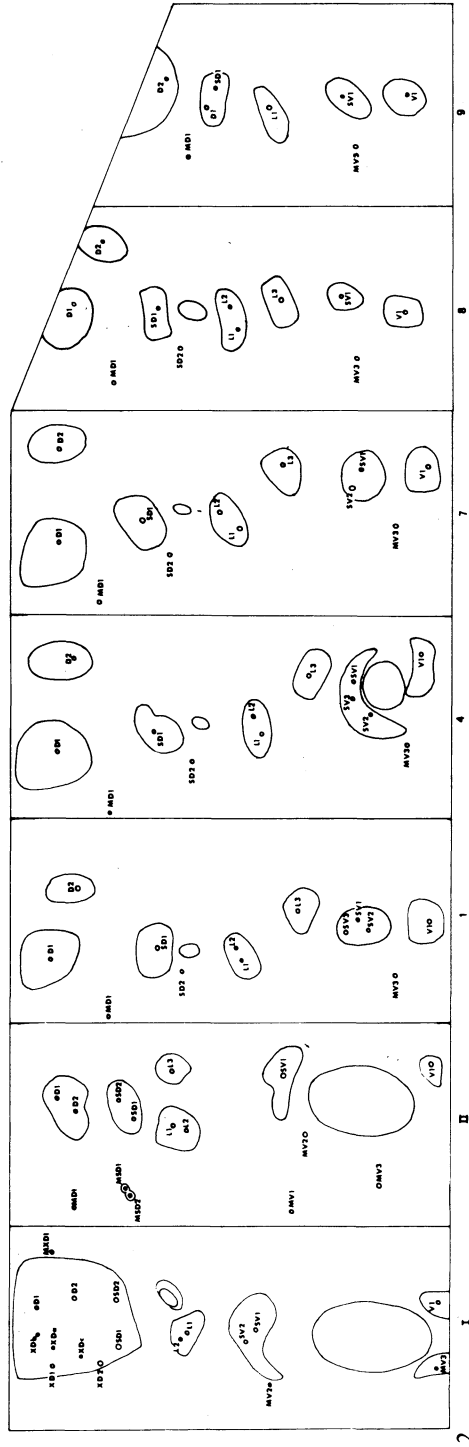 MXD1
XDb
D1
XD1
XDa
D2
XDc
XD2
SD1
SD2
L2
L1
SV2
SV1
MV2
MV3
V1
I
MD1
D1
D2
MSD1
MSD2
SD2
SD1
L1
L2
L3
MV1
MV2
SV1
MV3
V1
II
MD1
D1
D2
SD1
SD2
L2
L1
L3
SV3
SV1
SV2
MV3
V1
1
MD1
D1
D2
SD1
SD2
L2
L1
L3
SV3
SV1
SV2
MV3
V1
4
MD1
D1
D2
SD1
SD2
L2
L1
L3
SV2
SV1
MV3
V1
7
MD1
D1
D2
SD1
SD2
L2
L1
L3
SV1
MV3
V1
8
MD1
D2
D1
SD1
L1
SV1
MV3
V1
9
C